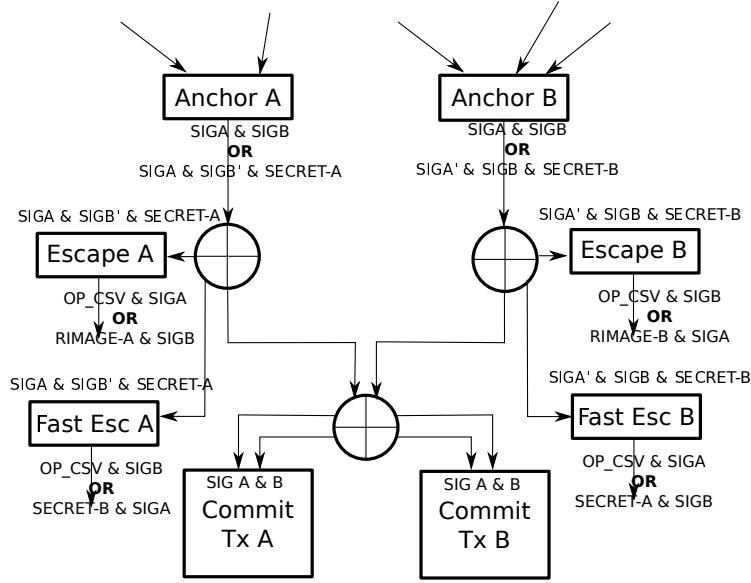 Anchor A
SIGA & SIGB
OR
SIGA & SIGB' & SECRET-A
Anchor B
SIGA & SIGB
OR
SIGA' & SIGB & SECRET-B
SIGA & SIGB' & SECRET-A
Escape A
OP_CSV & SIGA
OR
RIMAGE-A & SIGB
SIGA' & SIGB & SECRET-B
Escape B
OP_CSV & SIGB
OR
RIMAGE-B & SIGA
SIGA & SIGB' & SECRET-A
Fast Esc A
OP_CSV & SIGB
OR
SECRET-B & SIGA
SIGA' & SIGB & SECRET-B
Fast Esc B
OP_CSV & SIGA
OR
SECRET-A & SIGB
SIG A & B
Commit
Tx A
SIG A & B
Commit
Tx B